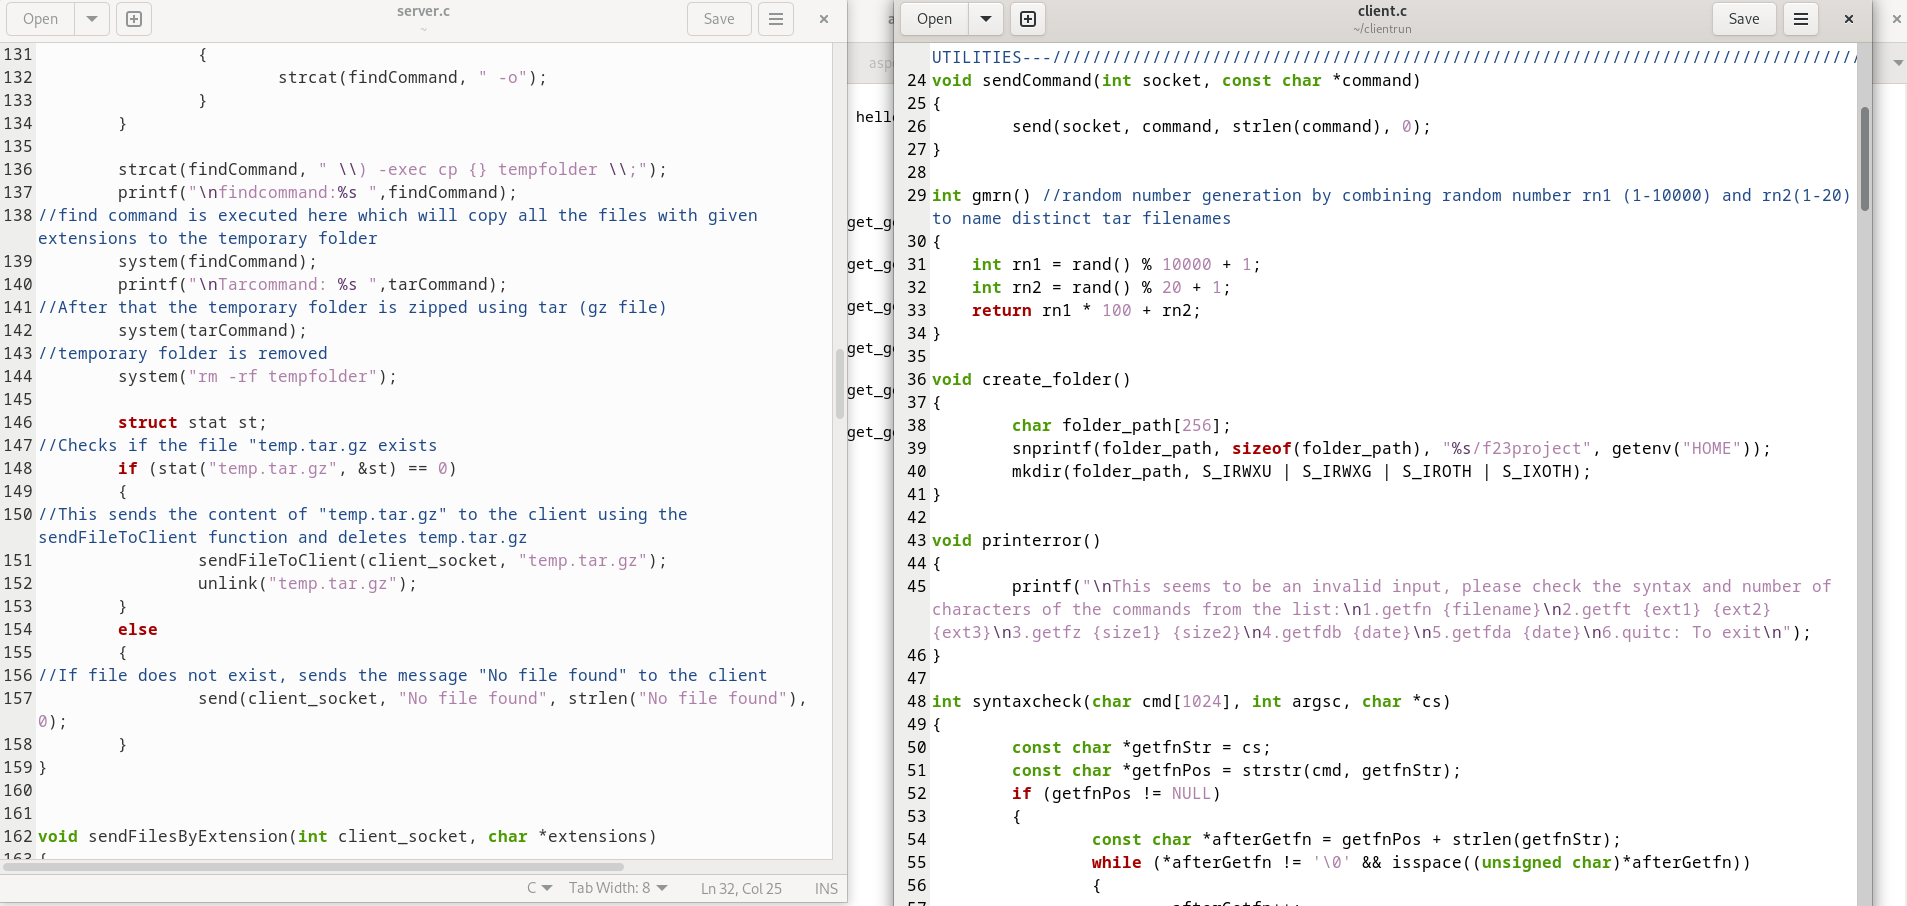 Open
server.c
~
Save
131 {
132 strcat(findCommand, " -o");
133 }
134 }
135
136 strcat(findCommand, " \\) -exec cp {} tempfolder \\;");
137 printf("\nfindcommand:%s ",findCommand);
138 //find command is executed here which will copy all the files with given
extensions to the temporary folder
139 system(findCommand);
140 printf("\nTarcommand: %s ",tarCommand);
141 //After that the temporary folder is zipped using tar (gz file)
142 system(tarCommand);
143 //temporary folder is removed
144 system("rm -rf tempfolder");
145
146 struct stat st;
147 //Checks if the file "temp.tar.gz exists
148 if (stat("temp.tar.gz", &st) == 0)
149 {
150 //This sends the content of "temp.tar.gz" to the client using the
sendFileToClient function and deletes temp.tar.gz
151 sendFileToClient(client_socket, "temp.tar.gz");
152 unlink("temp.tar.gz");
153 }
154 else
155 {
156 //If file does not exist, sends the message "No file found" to the client
157 send(client_socket, "No file found", strlen("No file found"),
0);
158 }
159 }
160
161
162 void sendFilesByExtension(int client_socket, char *extensions)
163 {
C
Tab Width: 8
Ln 32, Col 25
INS
hello
get_g
get_g
get_g
get_g
get_g
get_g
Open
client.c
~/clientrun
Save
UTILITIES---/////////////////////////////////////////////////////////////////////////////////
24 void sendCommand(int socket, const char *command)
25 {
26 send(socket, command, strlen(command), 0);
27 }
28
29 int gmrn() //random number generation by combining random number rn1 (1-10000) and rn2(1-20)
to name distinct tar filenames
30 {
31 int rn1 = rand() % 10000 + 1;
32 int rn2 = rand() % 20 + 1;
33 return rn1 * 100 + rn2;
34 }
35
36 void create_folder()
37 {
38 char folder_path[256];
39 snprintf(folder_path, sizeof(folder_path), "%s/f23project", getenv("HOME"));
40 mkdir(folder_path, S_IRWXU | S_IRWXG | S_IROTH | S_IXOTH);
41 }
42
43 void printerror()
44 {
45 printf("\nThis seems to be an invalid input, please check the syntax and number of
characters of the commands from the list:\n1.getfn {filename}\n2.getft {ext1} {ext2}
{ext3}\n3.getfz {size1} {size2}\n4.getfdb {date}\n5.getfda {date}\n6.quitc: To exit\n");
46 }
47
48 int syntaxcheck(char cmd[1024], int argsc, char *cs)
49 {
50 const char *getfnStr = cs;
51 const char *getfnPos = strstr(cmd, getfnStr);
52 if (getfnPos != NULL)
53 {
54 const char *afterGetfn = getfnPos + strlen(getfnStr);
55 while (*afterGetfn != '\0' && isspace((unsigned char)*afterGetfn))
56 {
57 afterGetfn++;